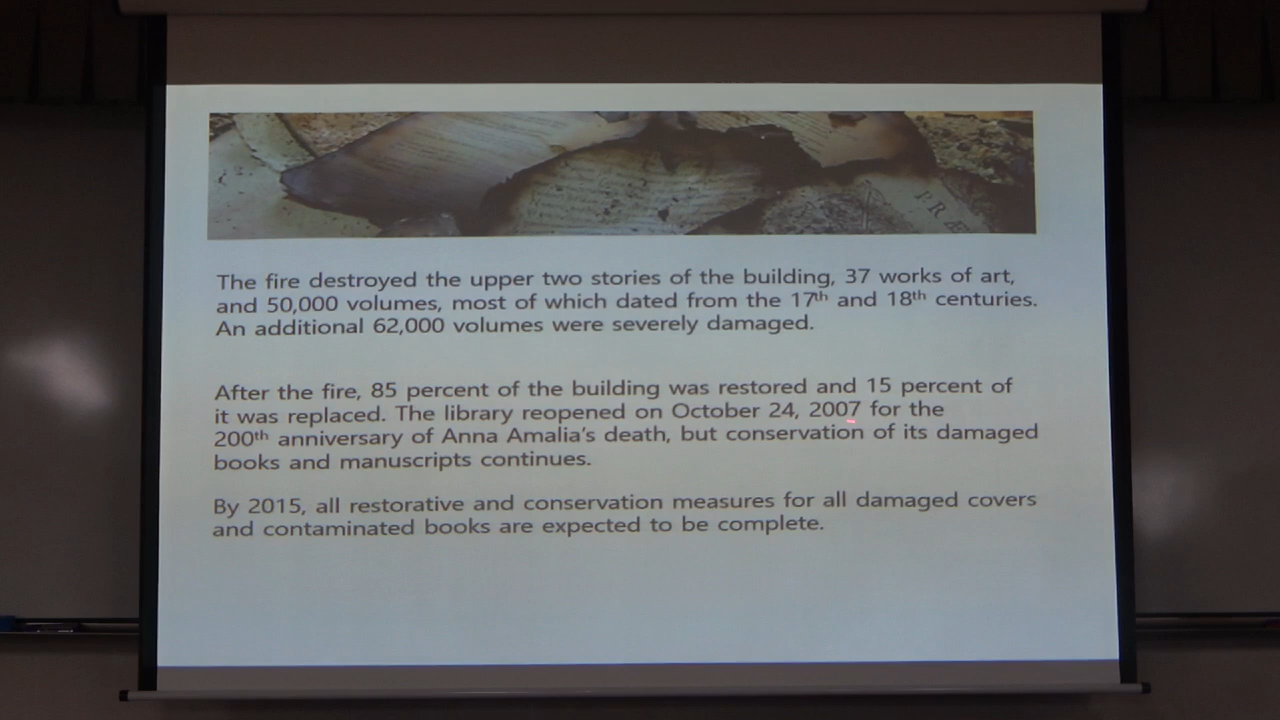 PRÆ
The fire destroyed the upper two stories of the building, 37 works of art,
and 50,000 volumes, most of which dated from the 17th and 18th centuries.
An additional 62,000 volumes were severely damaged.
After the fire, 85 percent of the building was restored and 15 percent of
it was replaced. The library reopened on October 24, 2007 for the
200th anniversary of Anna Amalia's death, but conservation of its damaged
books and manuscripts continues.
By 2015, all restorative and conservation measures for all damaged covers
and contaminated books are expected to be complete.